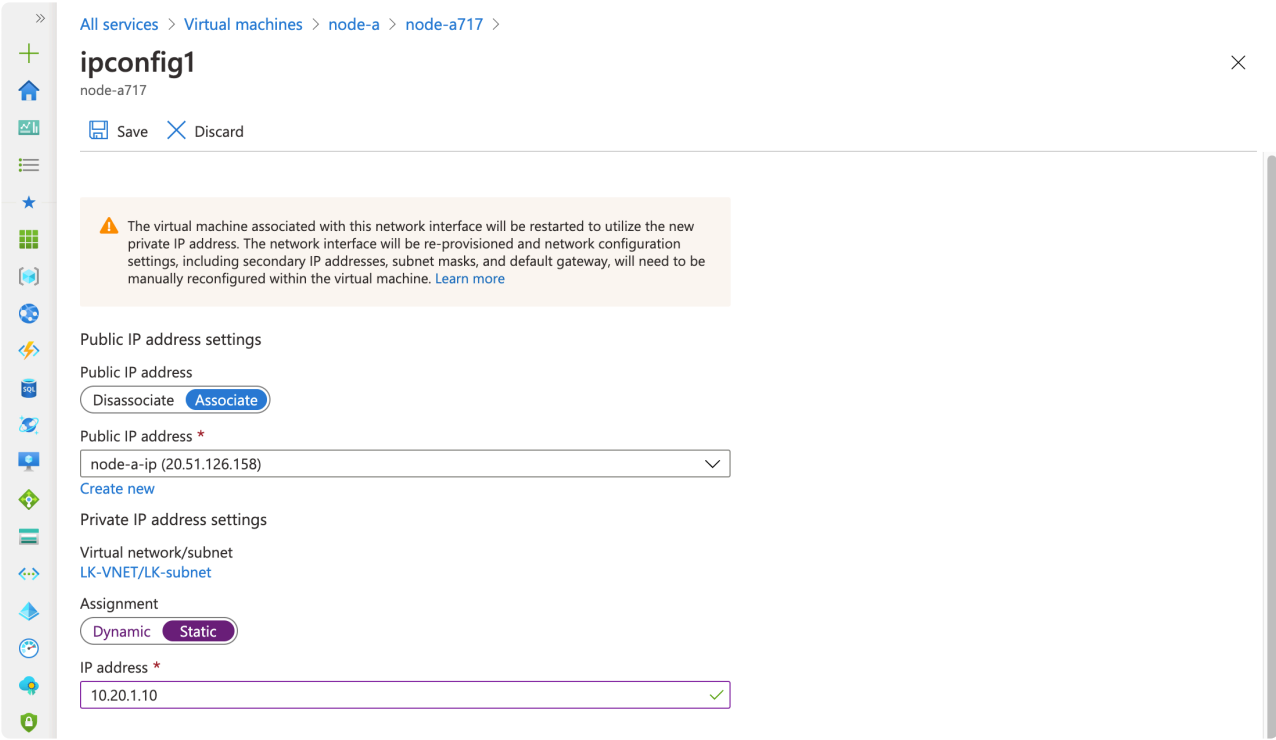 All services > Virtual machines > node-a > node-a717 >
ipconfig1
node-a717
Save Discard
The virtual machine associated with this network interface will be restarted to utilize the new
private IP address. The network interface will be re-provisioned and network configuration
settings, including secondary IP addresses, subnet masks, and default gateway, will need to be
manually reconfigured within the virtual machine. Learn more
Public IP address settings
Public IP address
Disassociate Associate
Public IP address *
node-a-ip (20.51.126.158)
Create new
Private IP address settings
Virtual network/subnet
LK-VNET/LK-subnet
Assignment
Dynamic Static
IP address *
10.20.1.10
SQL